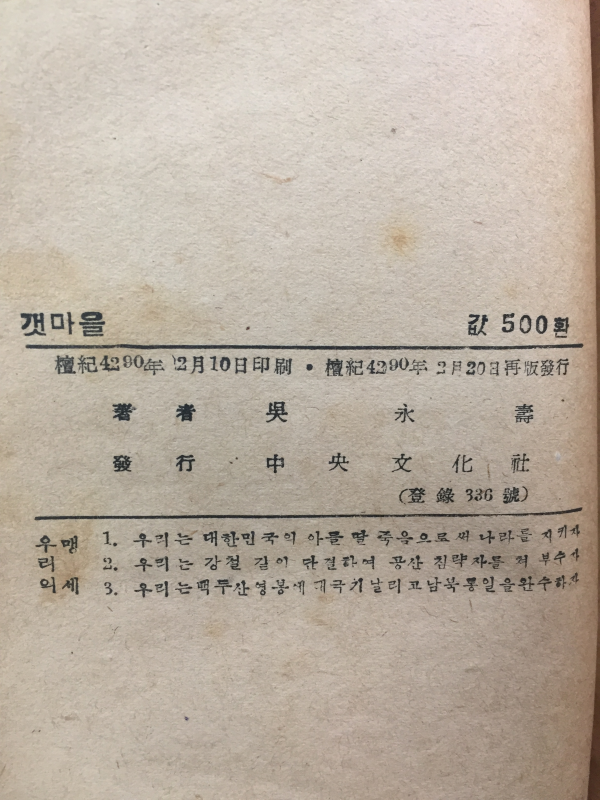 갯마을 값 500환
檀紀4290年 2月10日印刷 • 檀紀4290年 2月20日再版發行
著者 吳永壽
發行 中央文化社
(登錄 336 號)
우리의 맹세
1. 우리는 대한민국의 아들 딸 죽음으로써 나라를 지키자
2. 우리는 강철 같이 단결하여 공산 침략자를 쳐 부수자
3. 우리는 백두산 영봉에 태극기 날리고 남북 통일을 완수하자